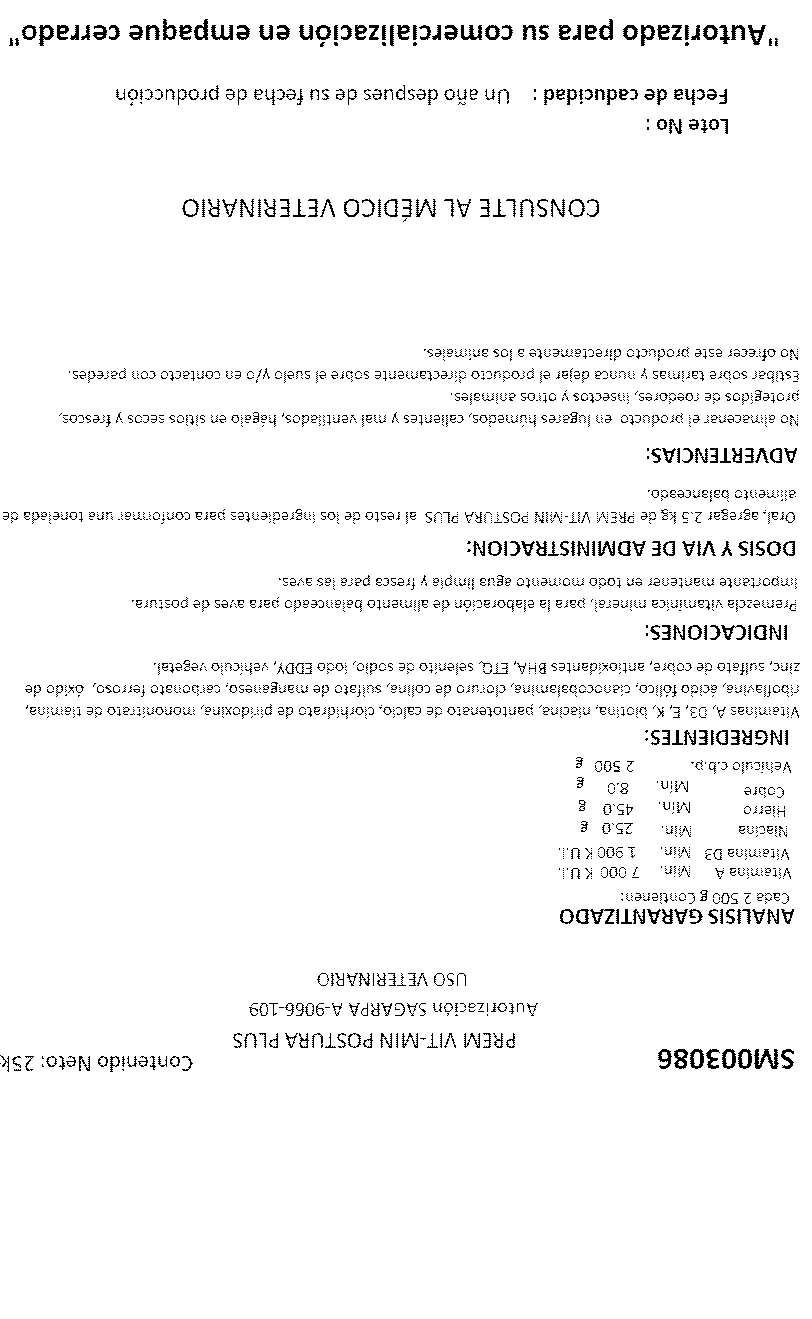 SM003086
Contenido Neto: 25k
PREM VIT-MIN POSTURA PLUS
Autorización SAGARPA A-9066-109
USO VETERINARIO
ANALISIS GARANTIZADO
Cada 2 500 g Contienen:
Vitamina A Min. 7 000 K U.I.
Vitamina D3 Min. 1 900 K U.I.
Niacina Min. 25.0 g
Hierro Min. 45.0 g
Cobre Min. 8.0 g
Vehiculo c.b.p. 2 500 g
INGREDIENTES:
Vitaminas A, D3, E, K, biotina, niacina, pantotenato de calcio, clorhidrato de piridoxina, mononitrato de tiamina,
riboflavina, ácido fólico, cianocobalamina, cloruro de colina, sulfato de manganeso, carbonato ferroso, óxido de
zinc, sulfato de cobre, antioxidantes BHA, ETQ, selenito de sodio, iodo EDDY, vehiculo vegetal.
INDICACIONES:
Premezcla vitaminica mineral, para la elaboración de alimento balanceado para aves de postura.
Importante mantener en todo momento agua limpia y fresca para las aves.
DOSIS Y VIA DE ADMINISTRACION:
Oral, agregar 2.5 kg de PREM VIT-MIN POSTURA PLUS al resto de los ingredientes para conformar una tonelada de
alimento balanceado.
ADVERTENCIAS:
No almacenar el producto en lugares húmedos, calientes y mal ventilados, hágalo en sitios secos y frescos,
protegidos de roedores, insectos y otros animales.
Estibar sobre tarimas y nunca dejar el producto directamente sobre el suelo y/o en contacto con paredes.
No ofrecer este producto directamente a los animales.
CONSULTE AL MÉDICO VETERINARIO
Lote No :
Fecha de caducidad : Un año despues de su fecha de producción
"Autorizado para su comercialización en empaque cerrado"